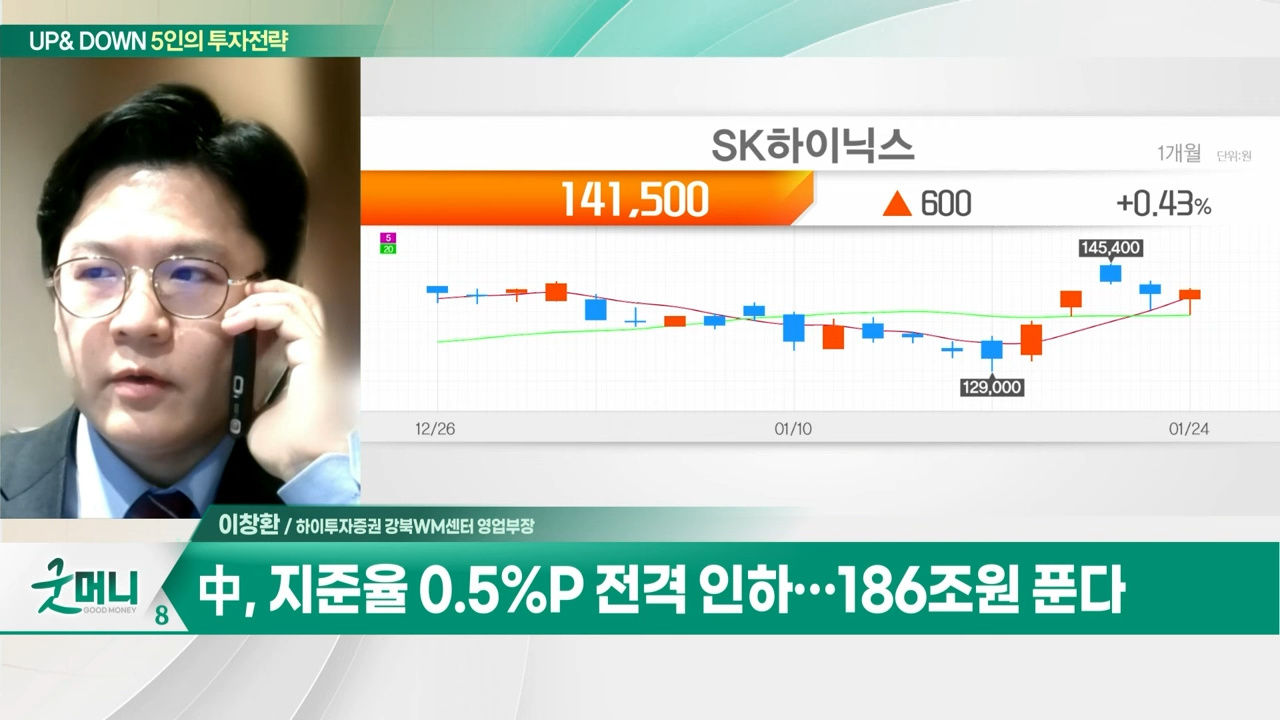 UP& DOWN 5인의 투자전략
SK하이닉스
1개월 단위:원
141,500 ▲ 600 +0.43%
5
20
145,400
129,000
12/26 01/10 01/24
이창환 / 하이투자증권 강북WM센터 영업부장
굿머니
GOOD MONEY
8
中, 지준율 0.5%P 전격 인하…186조원 푼다